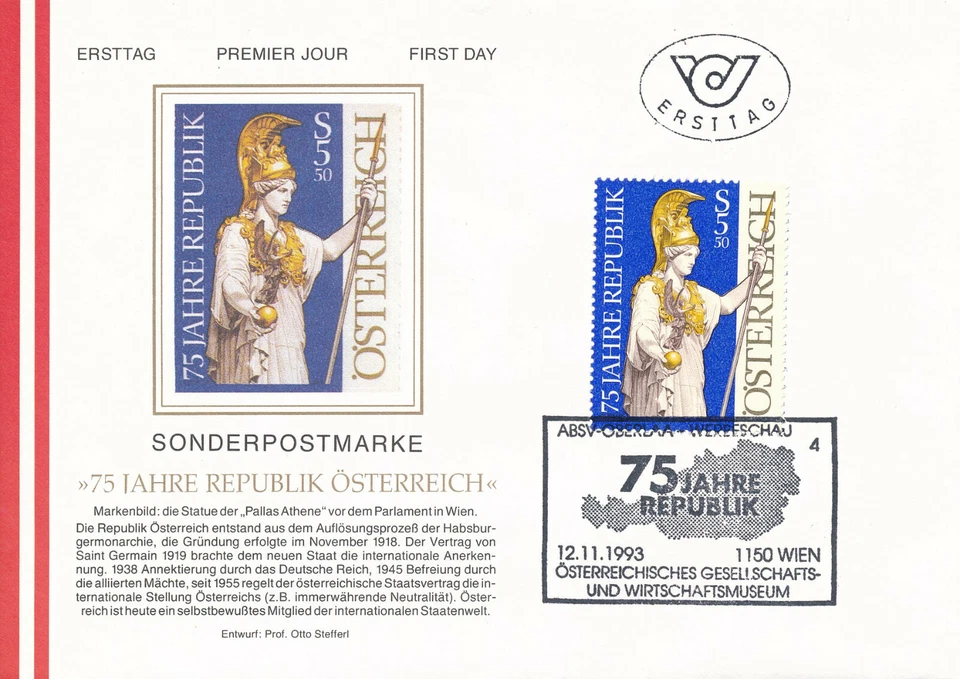 ERSTTAG PREMIER JOUR FIRST DAY
75 JAHRE REPUBLIK
S
5
50
ÖSTERREICH
SONDERPOSTMARKE
»75 JAHRE REPUBLIK ÖSTERREICH«
Markenbild: die Statue der „Pallas Athene“ vor dem Parlament in Wien.
Die Republik Österreich entstand aus dem Auflösungsprozeß der Habsbur-
germonarchie, die Gründung erfolgte im November 1918. Der Vertrag von
Saint Germain 1919 brachte dem neuen Staat die internationale Anerken-
nung. 1938 Annektierung durch das Deutsche Reich, 1945 Befreiung durch
die alliierten Mächte, seit 1955 regelt der österreichische Staatsvertrag die in-
ternationale Stellung Österreichs (z.B. immerwährende Neutralität). Öster-
reich ist heute ein selbstbewußtes Mitglied der internationalen Staatenwelt.
Entwurf: Prof. Otto Stefferl
ERSTTAG
75 JAHRE REPUBLIK
S
5
50
ÖSTERREICH
ABSV-OBERLAA - WERBESCHAU
4
75 JAHRE
REPUBLIK
12.11.1993 1150 WIEN
ÖSTERREICHISCHES GESELLSCHAFTS-
UND WIRTSCHAFTSMUSEUM